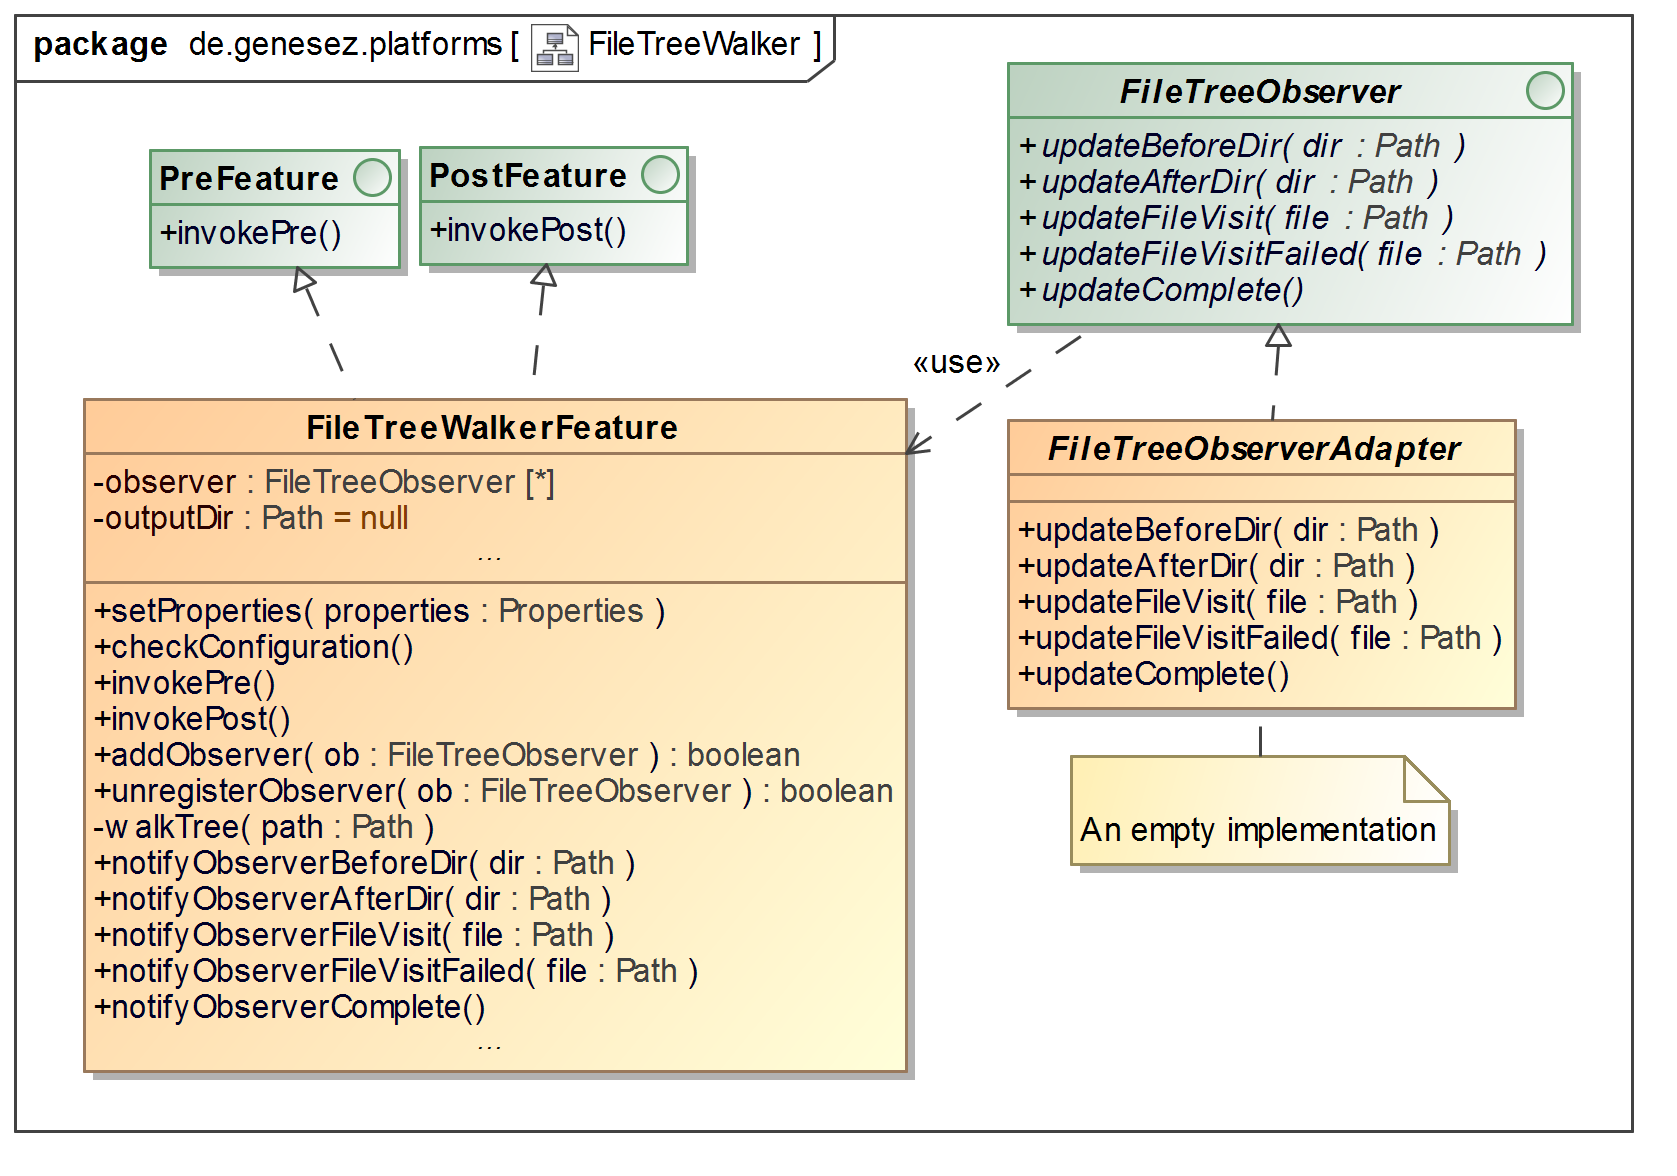 package de.genesez.platforms [ FileTreeWalker ]
PreFeature
+invokePre()
PostFeature
+invokePost()
FileTreeObserver
+updateBeforeDir( dir : Path )
+updateAfterDir( dir : Path )
+updateFileVisit( file : Path )
+updateFileVisitFailed( file : Path )
+updateComplete()
«use»
FileTreeWalkerFeature
-observer : FileTreeObserver [*]
-outputDir : Path = null
...
+setProperties( properties : Properties )
+checkConfiguration()
+invokePre()
+invokePost()
+addObserver( ob : FileTreeObserver ) : boolean
+unregisterObserver( ob : FileTreeObserver ) : boolean
-walkTree( path : Path )
+notifyObserverBeforeDir( dir : Path )
+notifyObserverAfterDir( dir : Path )
+notifyObserverFileVisit( file : Path )
+notifyObserverFileVisitFailed( file : Path )
+notifyObserverComplete()
...
FileTreeObserverAdapter
+updateBeforeDir( dir : Path )
+updateAfterDir( dir : Path )
+updateFileVisit( file : Path )
+updateFileVisitFailed( file : Path )
+updateComplete()
An empty implementation